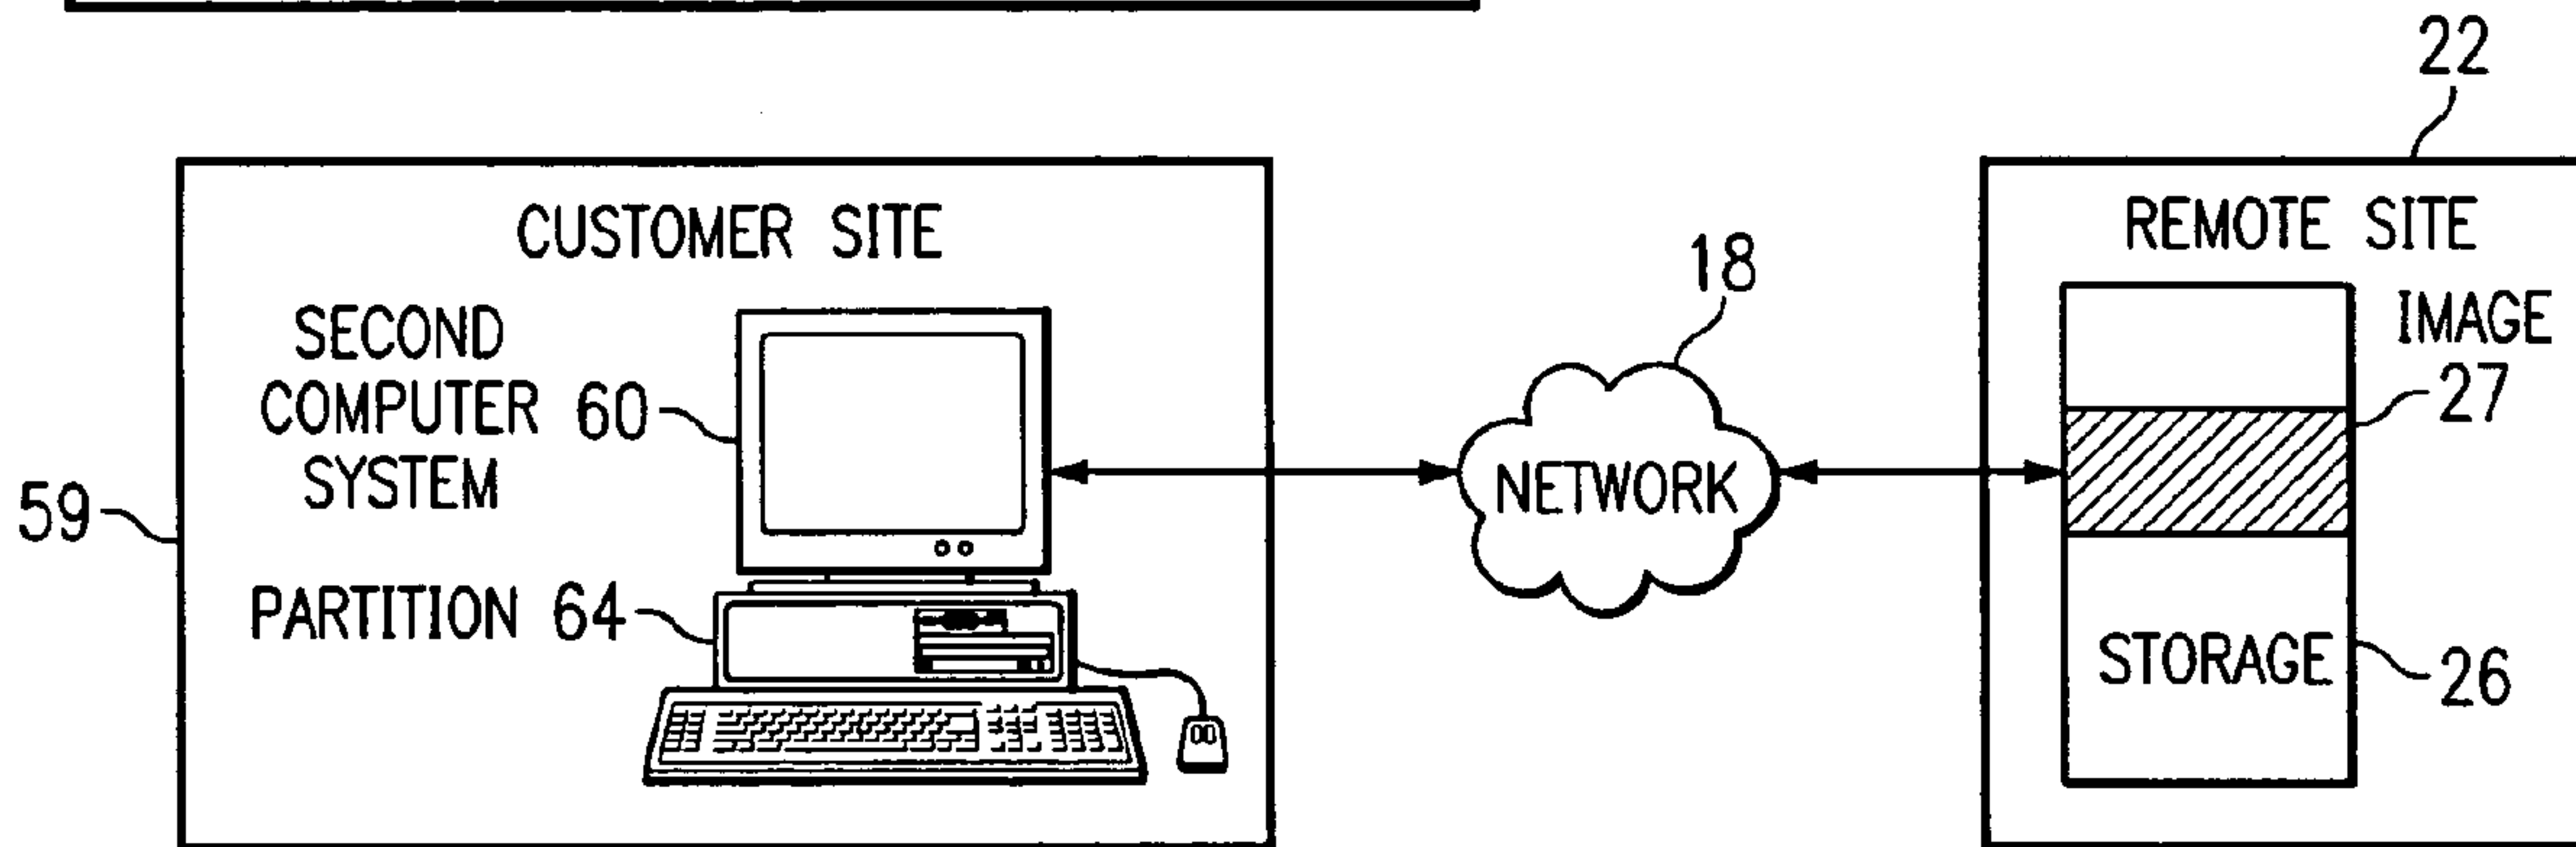 22
CUSTOMER SITE
REMOTE SITE
18
SECOND
COMPUTER 60
SYSTEM
IMAGE
27
NETWORK
59
PARTITION 64
STORAGE
26